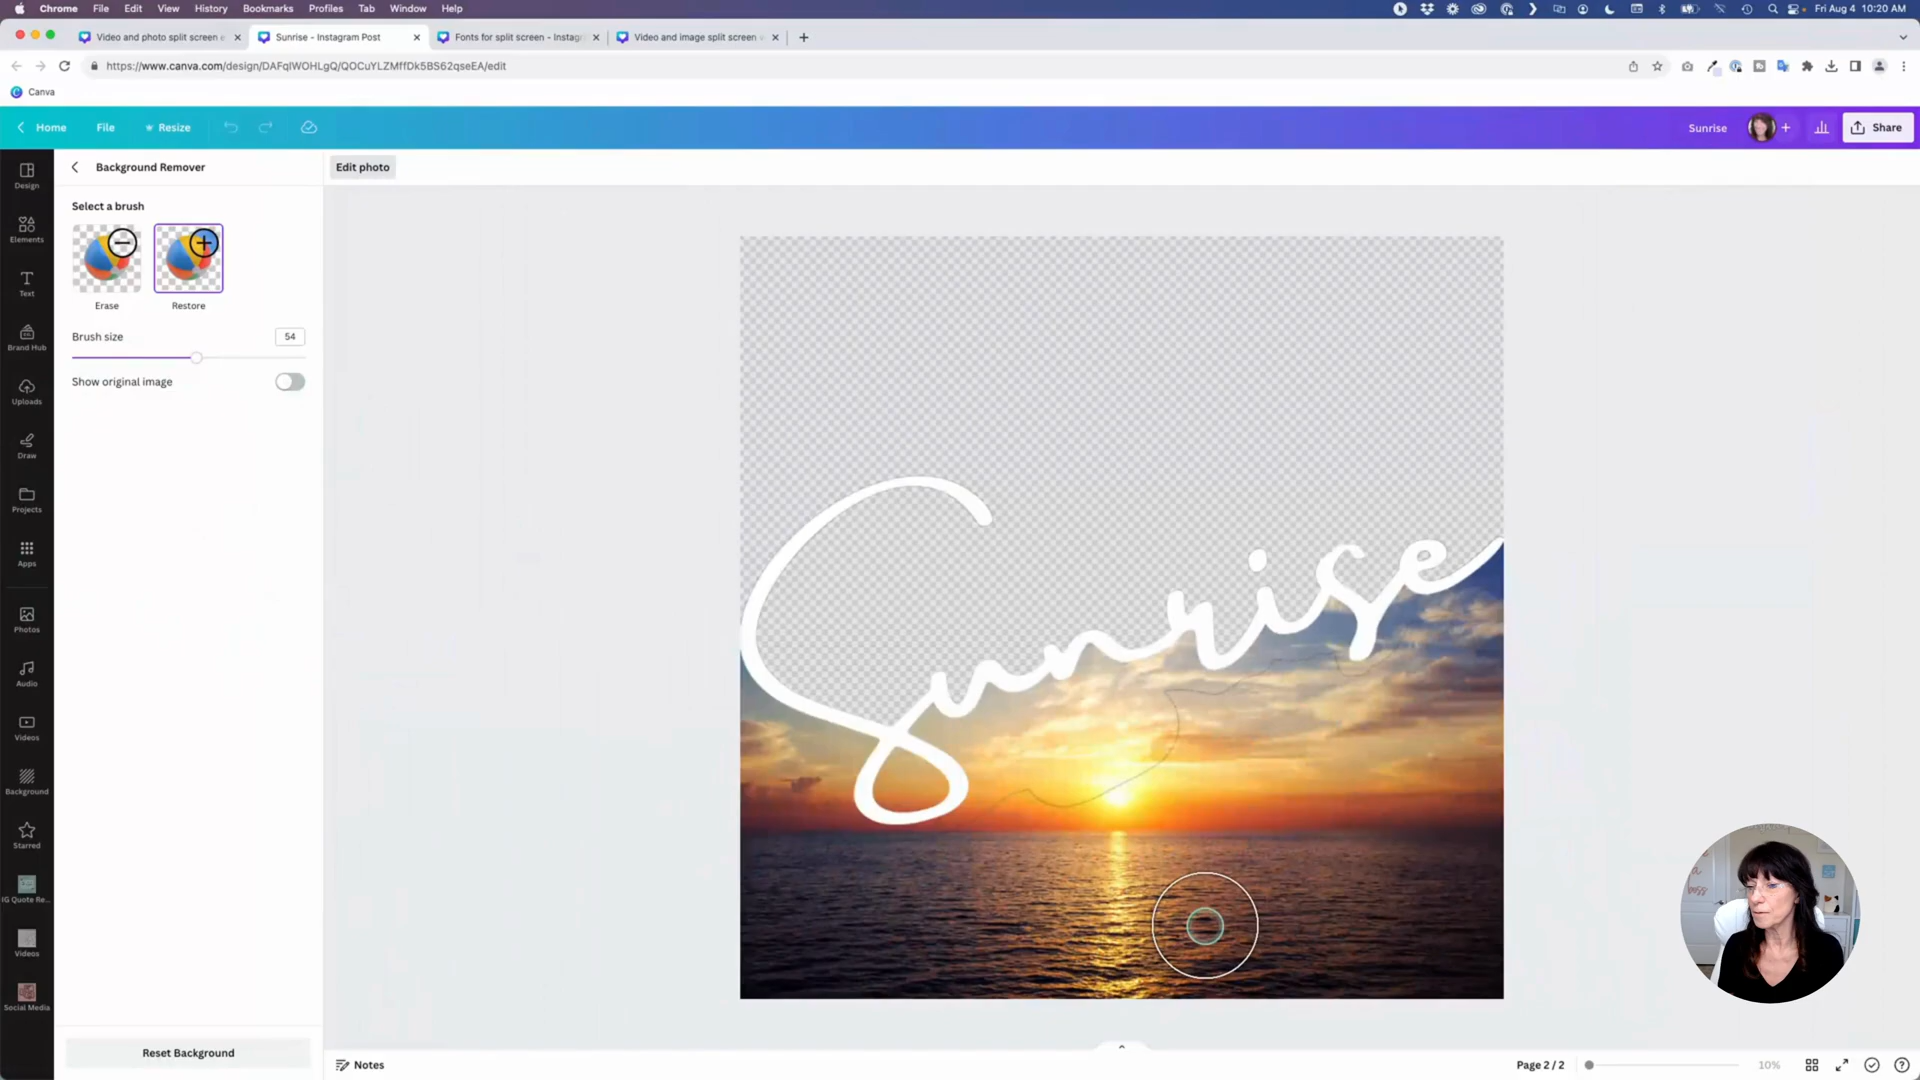 Chrome File Edit View History Bookmarks Profiles Tab Window Help
Fri Aug 4 10:20 AM
Video and photo split screen e
Sunrise - Instagram Post
Fonts for split screen - Instag
Video and image split screen
https://www.canva.com/design/DAFqlWOHLgQ/QOCuYLZMffDk5BS62qseEA/edit
Canva
Home File Resize
Sunrise
Share
Design
Elements
Text
Brand Hub
Uploads
Draw
Projects
Apps
Photos
Audio
Videos
Background
Starred
IG Quote Re...
Videos
Social Media
Background Remover
Select a brush
Erase Restore
Brush size 54
Show original image
Reset Background
Edit photo
Sunrise
Notes
Page 2 / 2
10%